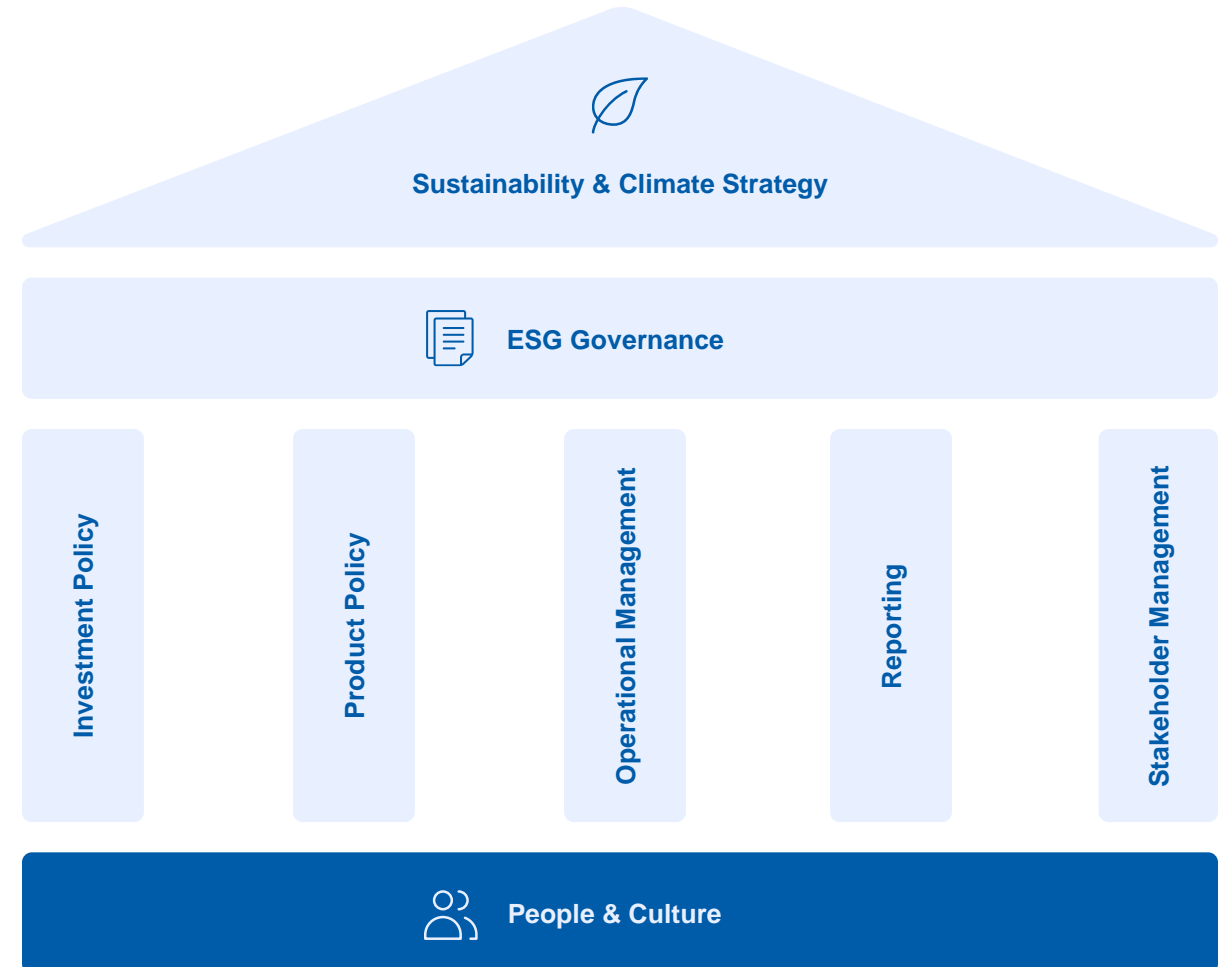 Sustainability & Climate Strategy
ESG Governance
Investment Policy
Product Policy
Operational Management
Reporting
Stakeholder Management
People & Culture